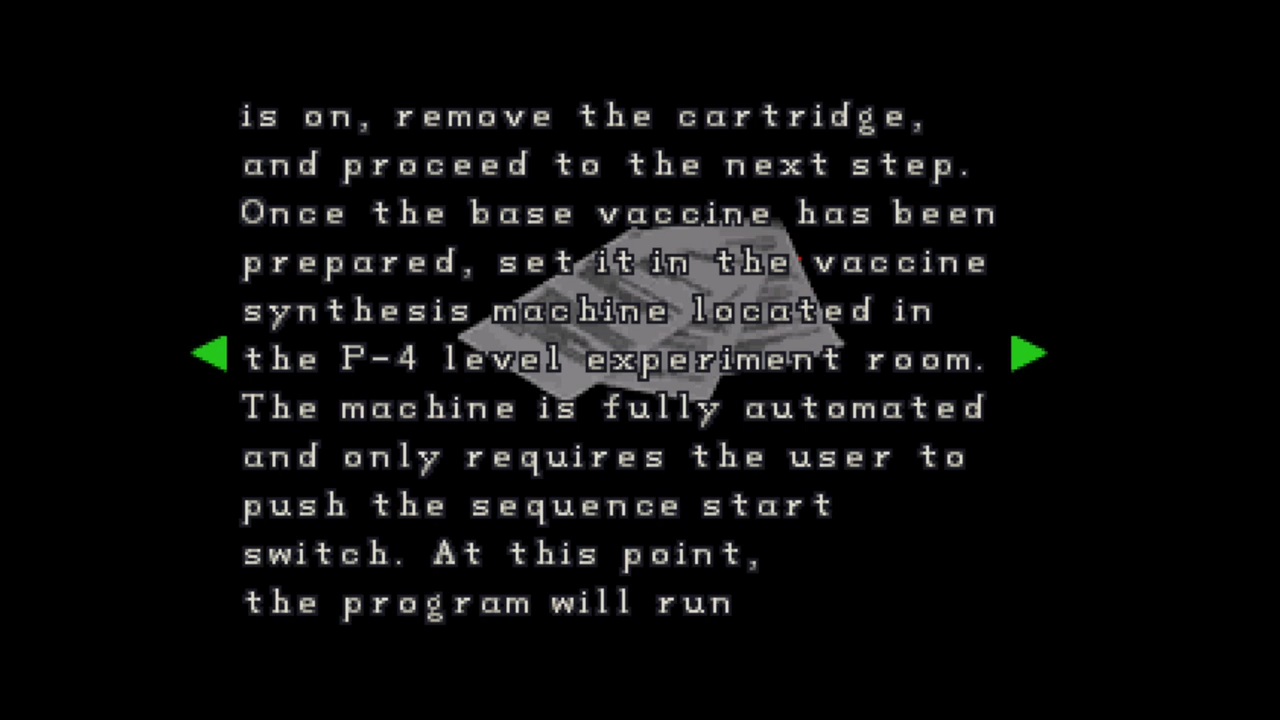 is on, remove the cartridge,
and proceed to the next step.
Once the base vaccine has been
prepared, set it in the vaccine
synthesis machine located in
the P-4 level experiment room.
The machine is fully automated
and only requires the user to
push the sequence start
switch. At this point,
the program will run